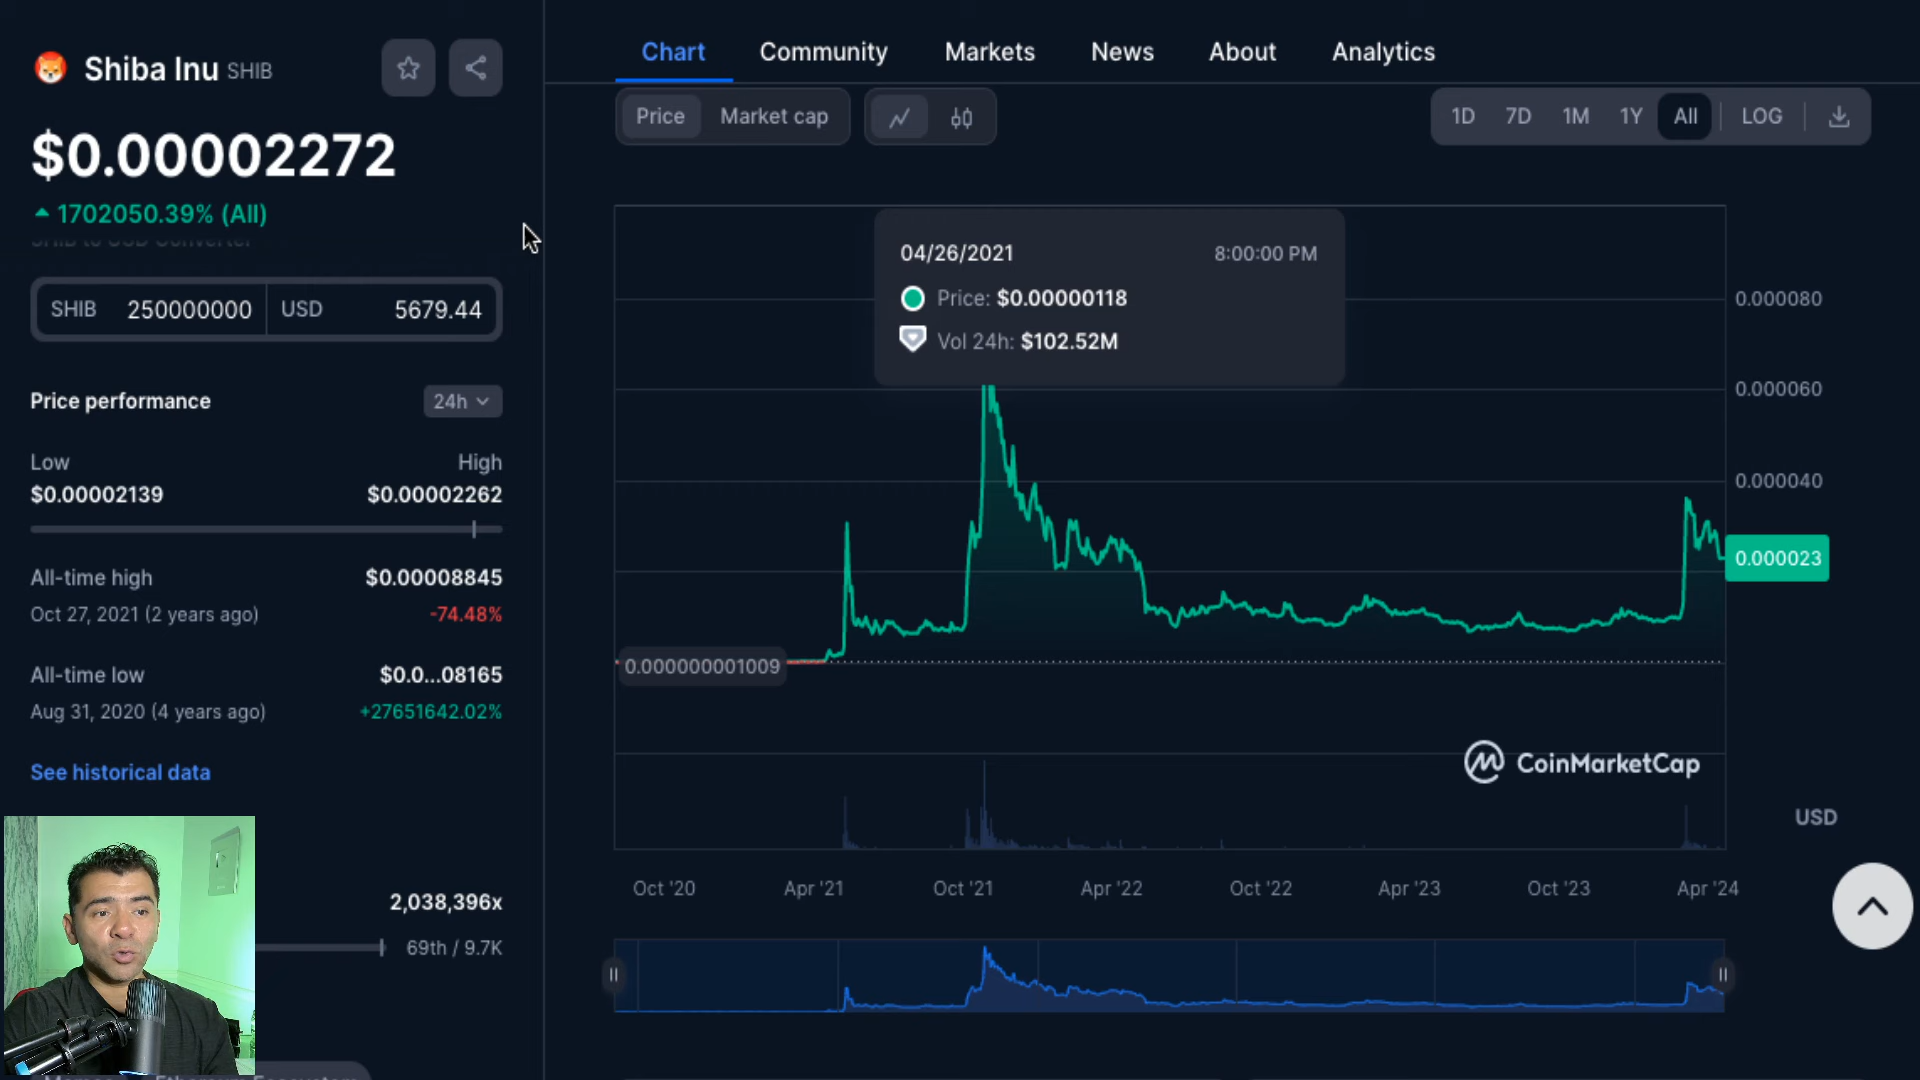 Shiba Inu SHIB
$0.00002272
1702050.39% (All)
SHIB to USD Converter
SHIB 250000000 USD 5679.44
Price performance 24h
Low High
$0.00002139 $0.00002262
All-time high $0.00008845
Oct 27, 2021 (2 years ago) -74.48%
All-time low $0.0...08165
Aug 31, 2020 (4 years ago) +27651642.02%
See historical data
2,038,396x
69th / 9.7K
Chart Community Markets News About Analytics
Price Market cap
1D 7D 1M 1Y All LOG
04/26/2021 8:00:00 PM
Price: $0.00000118
Vol 24h: $102.52M
0.000080
0.000060
0.000040
0.000023
0.000000001009
CoinMarketCap
USD
Oct '20 Apr '21 Oct '21 Apr '22 Oct '22 Apr '23 Oct '23 Apr '24